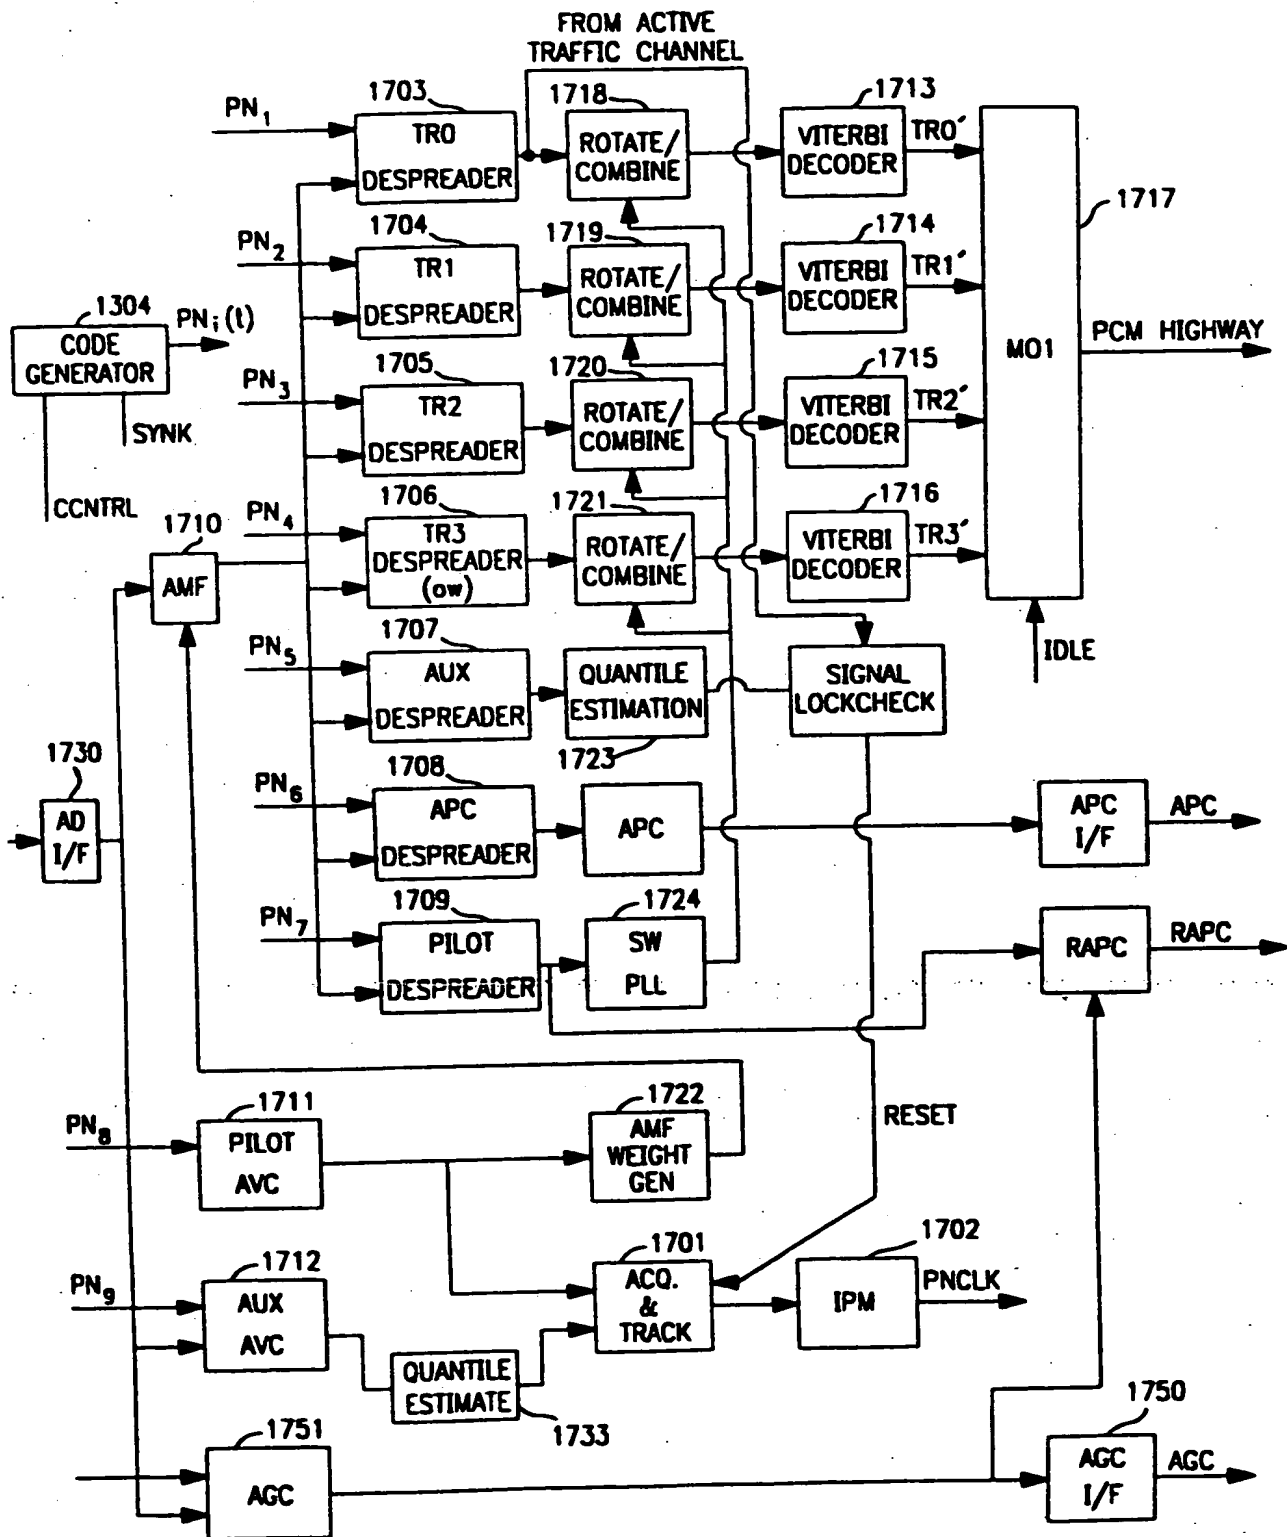 FROM ACTIVE
TRAFFIC CHANNEL
PN1
1703
TR0
DESPREADER
1718
ROTATE/
COMBINE
1713
VITERBI
DECODER
TR0'
1717
MO1
PCM HIGHWAY
IDLE
PN2
1704
TR1
DESPREADER
1719
ROTATE/
COMBINE
1714
VITERBI
DECODER
TR1'
1304
CODE
GENERATOR
PNi(t)
SYNK
CCNTRL
PN3
1705
TR2
DESPREADER
1720
ROTATE/
COMBINE
1715
VITERBI
DECODER
TR2'
1710
AMF
PN4
1706
TR3
DESPREADER
(ow)
1721
ROTATE/
COMBINE
1716
VITERBI
DECODER
TR3'
PN5
1707
AUX
DESPREADER
QUANTILE
ESTIMATION
1723
SIGNAL
LOCKCHECK
1730
AD
I/F
PN6
1708
APC
DESPREADER
APC
APC
I/F
APC
PN7
1709
PILOT
DESPREADER
1724
SW
PLL
RAPC
RAPC
PN8
1711
PILOT
AVC
1722
AMF
WEIGHT
GEN
RESET
PN9
1712
AUX
AVC
QUANTILE
ESTIMATE
1733
1701
ACQ.
&
TRACK
1702
IPM
PNCLK
1751
AGC
1750
AGC
I/F
AGC